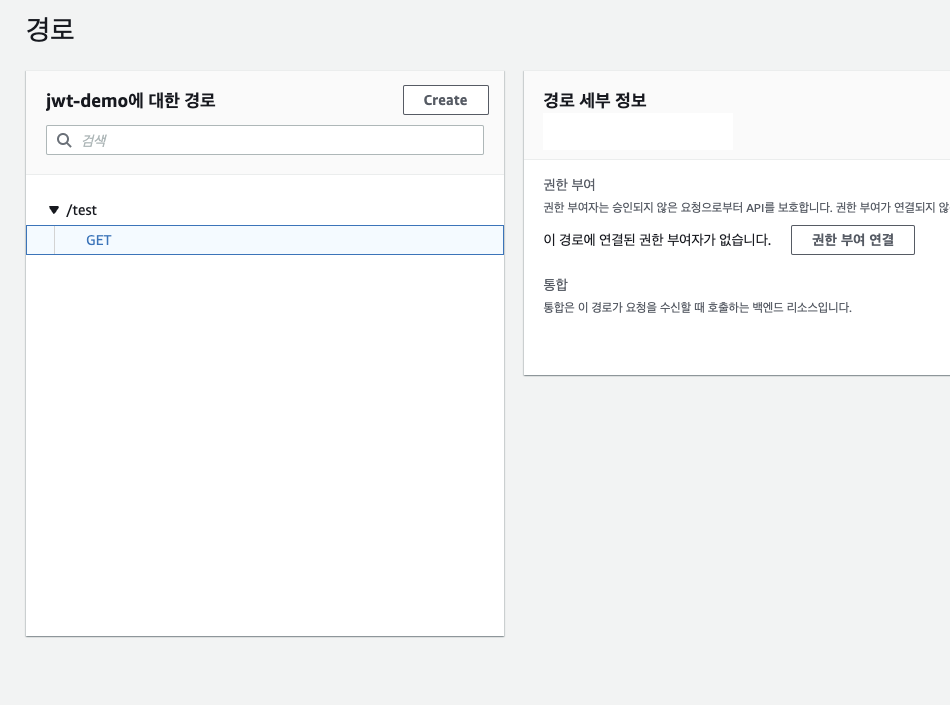 경로
jwt-demo에 대한 경로
Create
검색
/test
GET
경로 세부 정보
권한 부여
권한 부여자는 승인되지 않은 요청으로부터 API를 보호합니다. 권한 부여가 연결되지 않
이 경로에 연결된 권한 부여자가 없습니다.
권한 부여 연결
통합
통합은 이 경로가 요청을 수신할 때 호출하는 백엔드 리소스입니다.